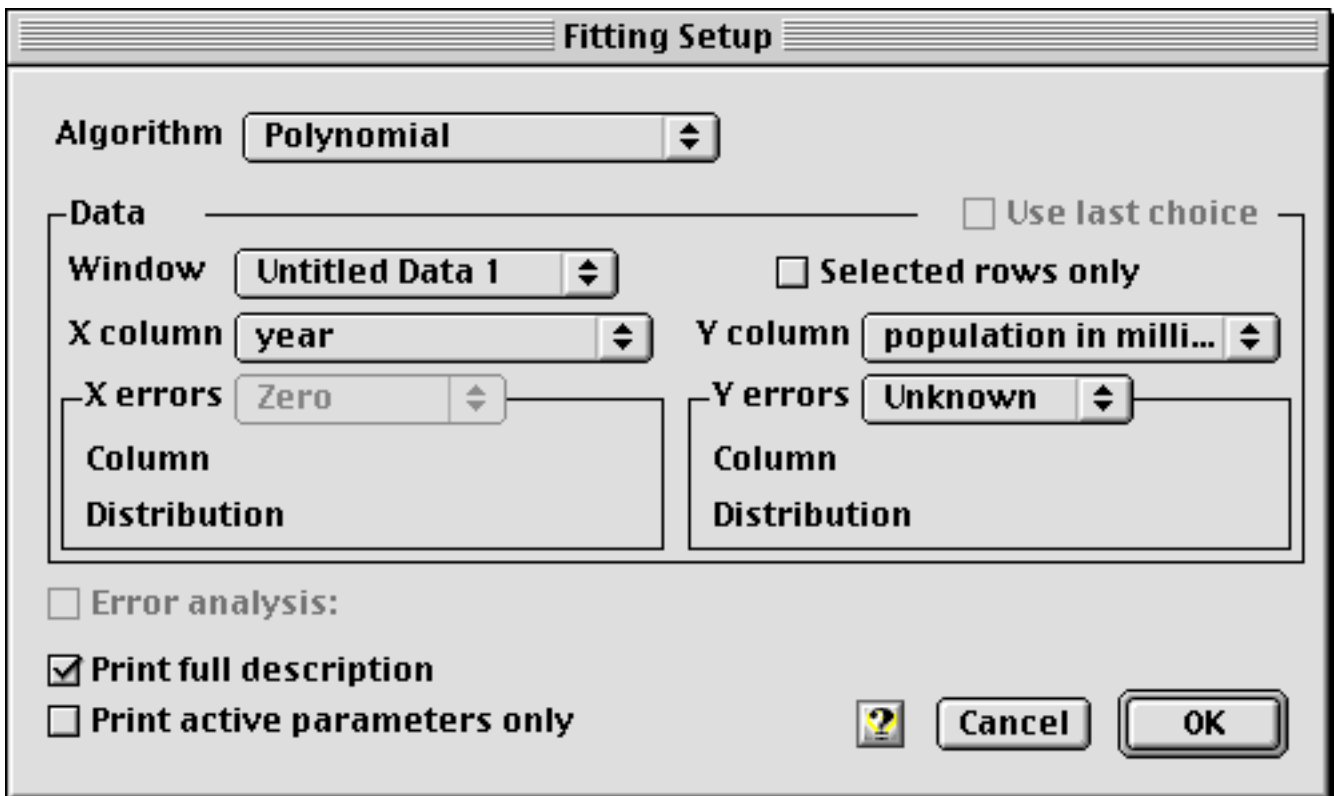 Fitting Setup
Algorithm Polynomial
Data Use last choice
Window Untitled Data 1 Selected rows only
X column year Y column population in milli...
X errors Zero Y errors Unknown
Column Column
Distribution Distribution
Error analysis:
Print full description
Print active parameters only ? Cancel OK